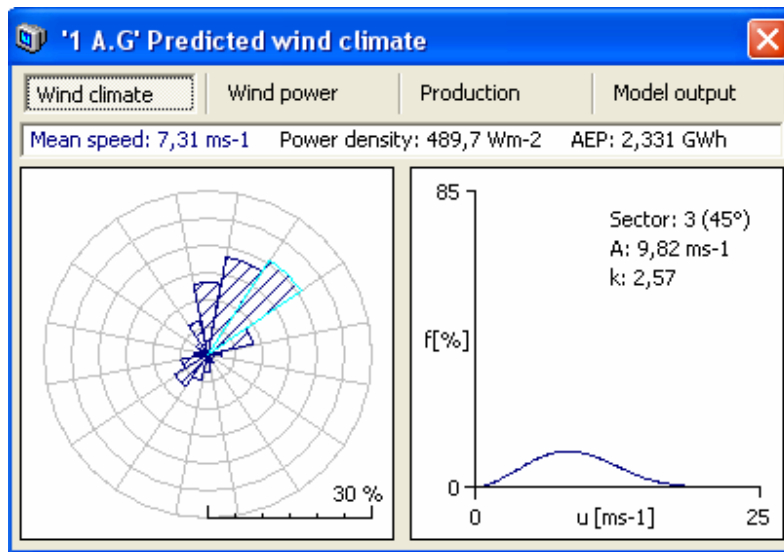 '1 A.G' Predicted wind climate
Wind climate Wind power Production Model output
Mean speed: 7,31 ms-1 Power density: 489,7 Wm-2 AEP: 2,331 GWh
30 %
85
Sector: 3 (45°)
A: 9,82 ms-1
k: 2,57
f[%]
0
0 u [ms-1] 25